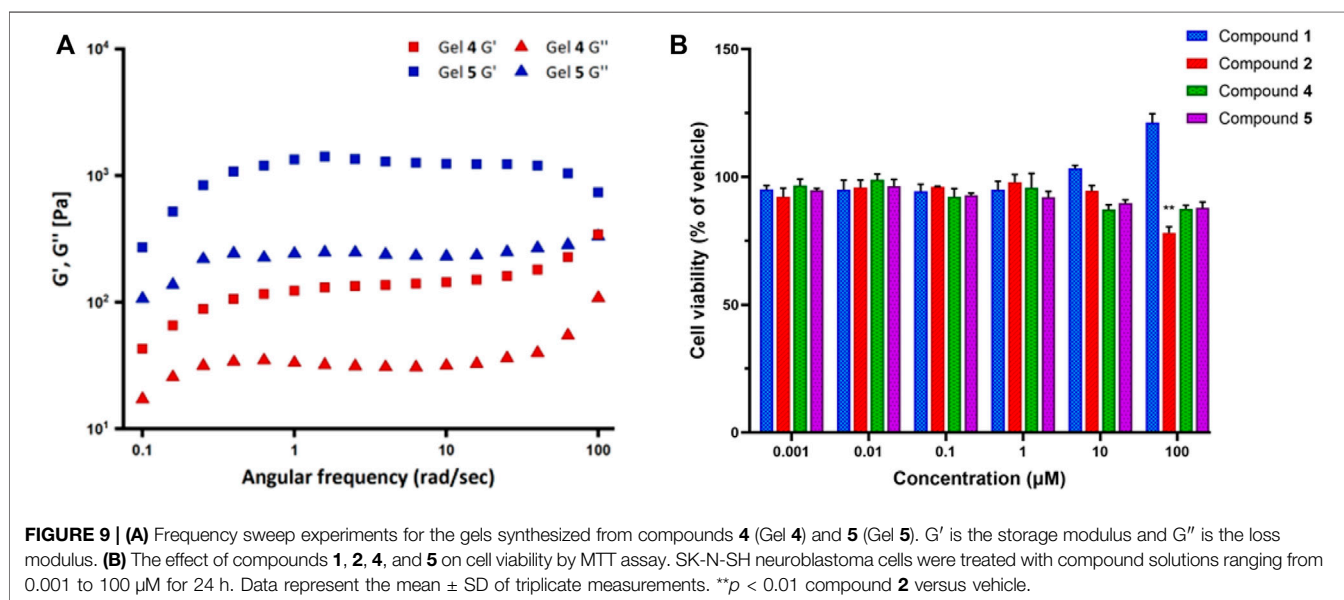 A
10⁴
10³
10²
10¹
G', G'' [Pa]
Gel 4 G' Gel 4 G''
Gel 5 G' Gel 5 G''
0.1 1 10 100
Angular frequency (rad/sec)
B
150
100
50
0
Cell viability (% of vehicle)
Compound 1
Compound 2
Compound 4
Compound 5
**
0.001 0.01 0.1 1 10 100
Concentration (µM)
FIGURE 9 | (A) Frequency sweep experiments for the gels synthesized from compounds 4 (Gel 4) and 5 (Gel 5). G′ is the storage modulus and G″ is the loss
modulus. (B) The effect of compounds 1, 2, 4, and 5 on cell viability by MTT assay. SK-N-SH neuroblastoma cells were treated with compound solutions ranging from
0.001 to 100 µM for 24 h. Data represent the mean ± SD of triplicate measurements. **p < 0.01 compound 2 versus vehicle.